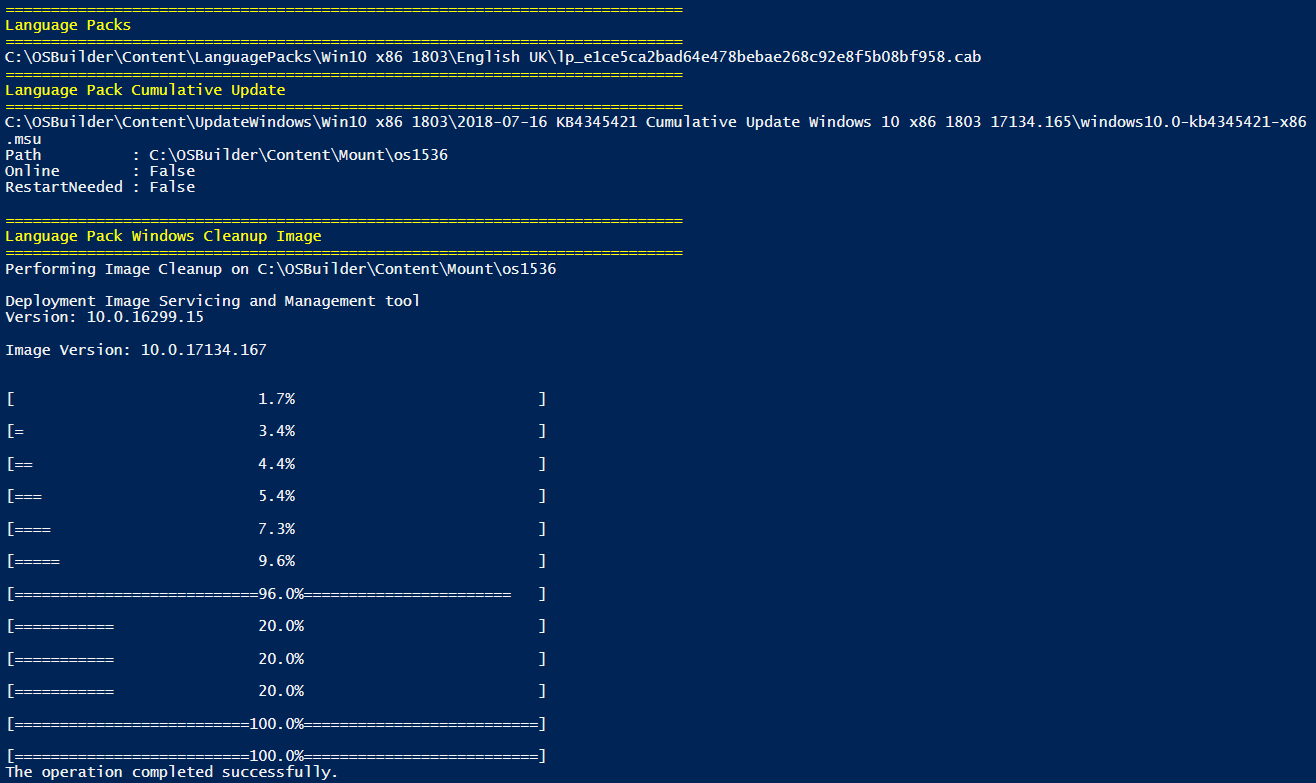 ===========================================================================
Language Packs
===========================================================================
C:\OSBuilder\Content\LanguagePacks\Win10 x86 1803\English UK\lp_e1ce5ca2bad64e478bebae268c92e8f5b08bf958.cab
===========================================================================
Language Pack Cumulative Update
===========================================================================
C:\OSBuilder\Content\UpdateWindows\Win10 x86 1803\2018-07-16 KB4345421 Cumulative Update Windows 10 x86 1803 17134.165\windows10.0-kb4345421-x86
.msu
Path          : C:\OSBuilder\Content\Mount\os1536
Online        : False
RestartNeeded : False
===========================================================================
Language Pack Windows Cleanup Image
===========================================================================
Performing Image Cleanup on C:\OSBuilder\Content\Mount\os1536
Deployment Image Servicing and Management tool
Version: 10.0.16299.15
Image Version: 10.0.17134.167
[                           1.7%                           ]
[=                          3.4%                           ]
[==                         4.4%                           ]
[===                        5.4%                           ]
[====                       7.3%                           ]
[=====                      9.6%                           ]
[===========================96.0%=======================   ]
[===========                20.0%                          ]
[===========                20.0%                          ]
[===========                20.0%                          ]
[==========================100.0%==========================]
[==========================100.0%==========================]
The operation completed successfully.